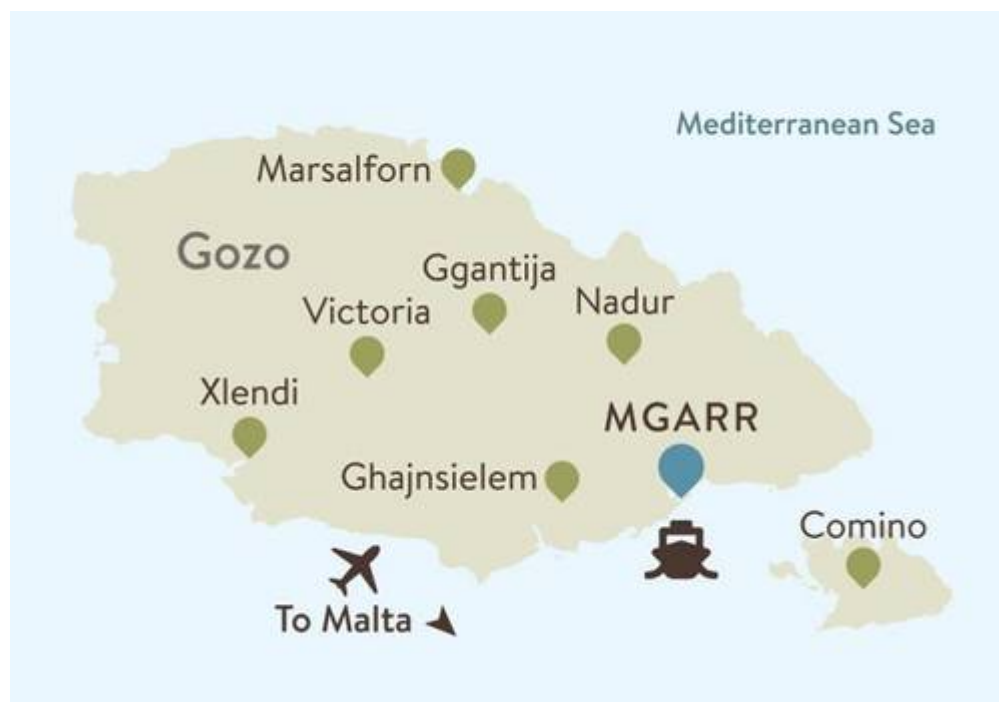 Mediterranean Sea
Marsalforn
Gozo
Ggantija
Victoria
Nadur
Xlendi
MGARR
Ghajnsielem
Comino
To Malta